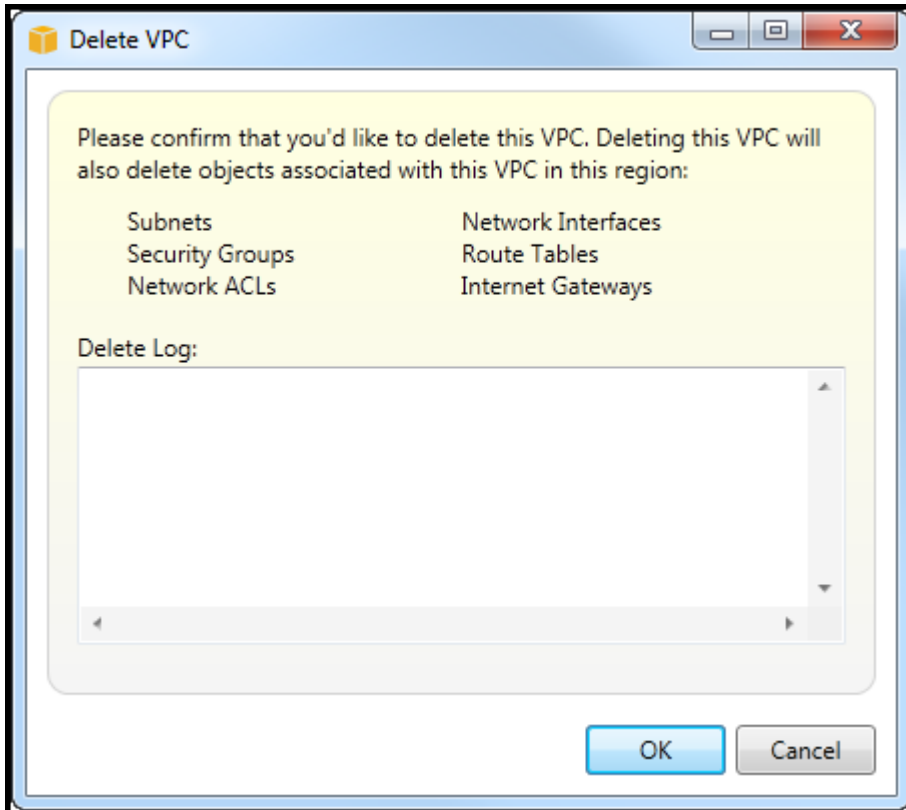 Delete VPC
Please confirm that you'd like to delete this VPC. Deleting this VPC will
also delete objects associated with this VPC in this region:
Subnets Network Interfaces
Security Groups Route Tables
Network ACLs Internet Gateways
Delete Log:
OK Cancel